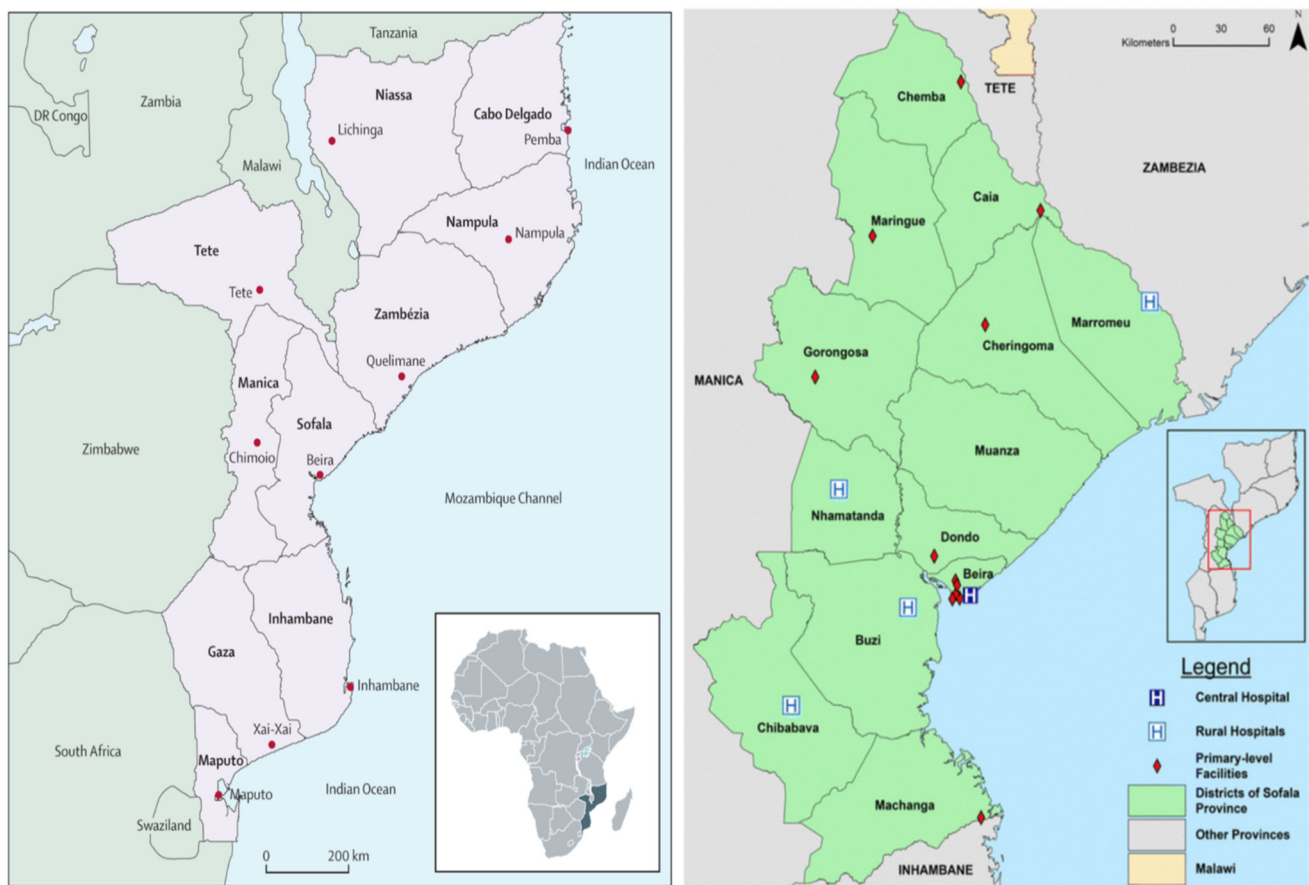 Tanzania
Zambia
DR Congo
Niassa
Cabo Delgado
Lichinga
Pemba
Indian Ocean
Malawi
Nampula
Nampula
Tete
Tete
Zambézia
Quelimane
Manica
Sofala
Zimbabwe
Chimoio
Beira
Mozambique Channel
Inhambane
Gaza
Inhambane
Xai-Xai
South Africa
Maputo
Maputo
Indian Ocean
Swaziland
0 200 km
N
Kilometers 0 30 60
TETE
Chemba
ZAMBEZIA
Caia
Maringue
Marromeu
Cheringoma
Gorongosa
MANICA
Muanza
Nhamatanda
Dondo
Beira
H
H
H
H
Buzi
H
Chibabava
Machanga
INHAMBANE
Legend
H Central Hospital
H Rural Hospitals
Primary-level
Facilities
Districts of Sofala
Province
Other Provinces
Malawi